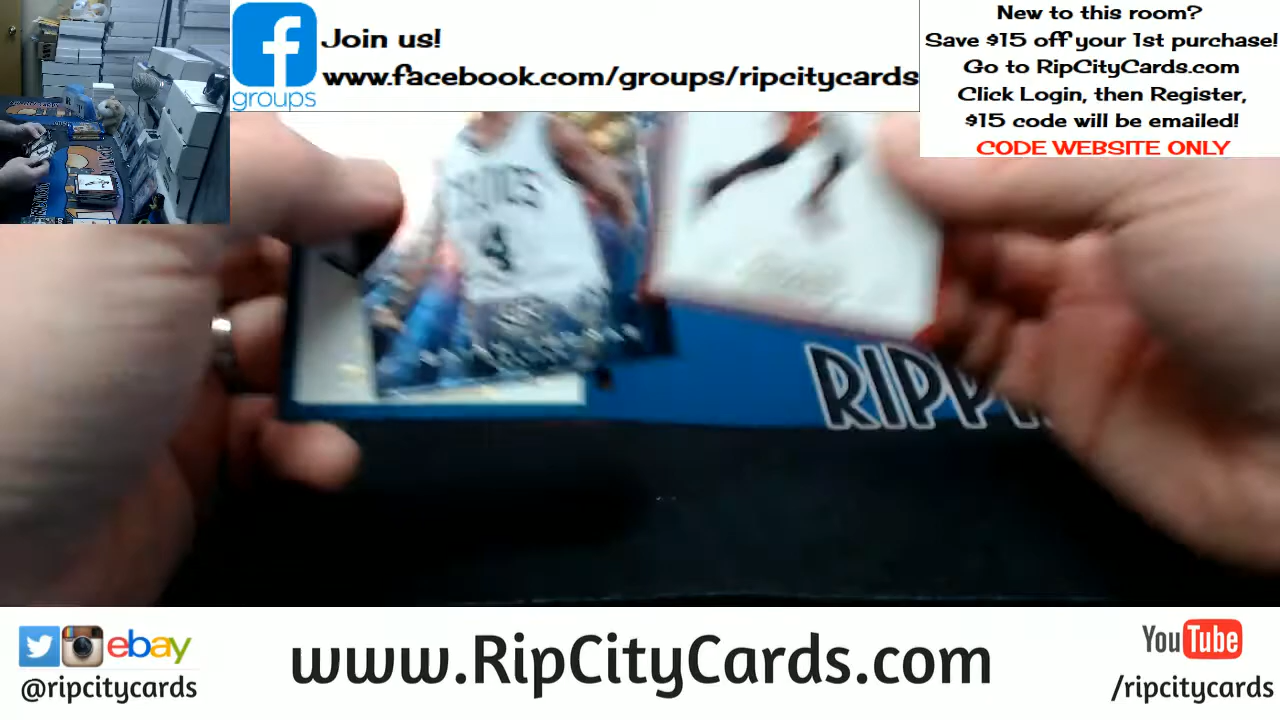 Join us!
www.facebook.com/groups/ripcitycards
groups
New to this room?
Save $15 off your 1st purchase!
Go to RipCityCards.com
Click Login, then Register,
$15 code will be emailed!
CODE WEBSITE ONLY
4
ebay
@ripcitycards
www.RipCityCards.com
YouTube
/ripcitycards